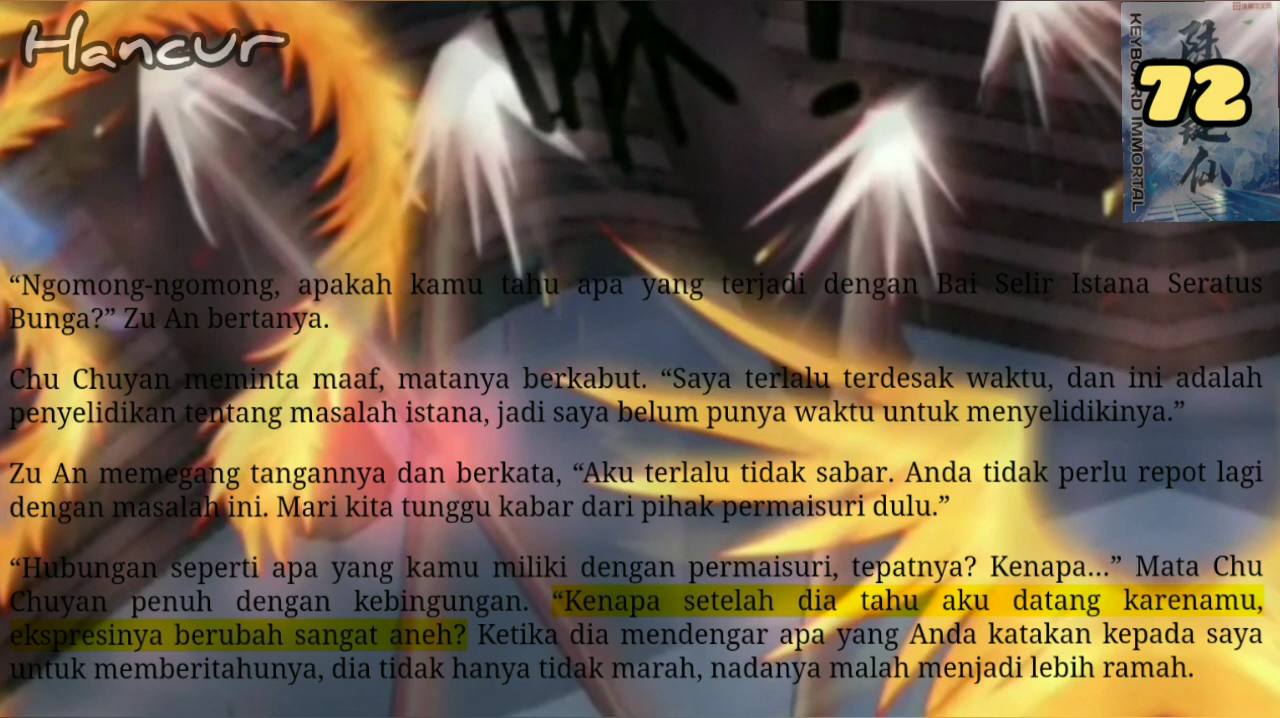 Hancur
KEYBOARD IMMORTAL
72
仙
“Ngomong-ngomong, apakah kamu tahu apa yang terjadi dengan Bai Selir Istana Seratus
Bunga?” Zu An bertanya.
Chu Chuyan meminta maaf, matanya berkabut. “Saya terlalu terdesak waktu, dan ini adalah
penyelidikan tentang masalah istana, jadi saya belum punya waktu untuk menyelidikinya.”
Zu An memegang tangannya dan berkata, “Aku terlalu tidak sabar. Anda tidak perlu repot lagi
dengan masalah ini. Mari kita tunggu kabar dari pihak permaisuri dulu.”
“Hubungan seperti apa yang kamu miliki dengan permaisuri, tepatnya? Kenapa...” Mata Chu
Chuyan penuh dengan kebingungan. “Kenapa setelah dia tahu aku datang karenamu,
ekspresinya berubah sangat aneh? Ketika dia mendengar apa yang Anda katakan kepada saya
untuk memberitahunya, dia tidak hanya tidak marah, nadanya malah menjadi lebih ramah.